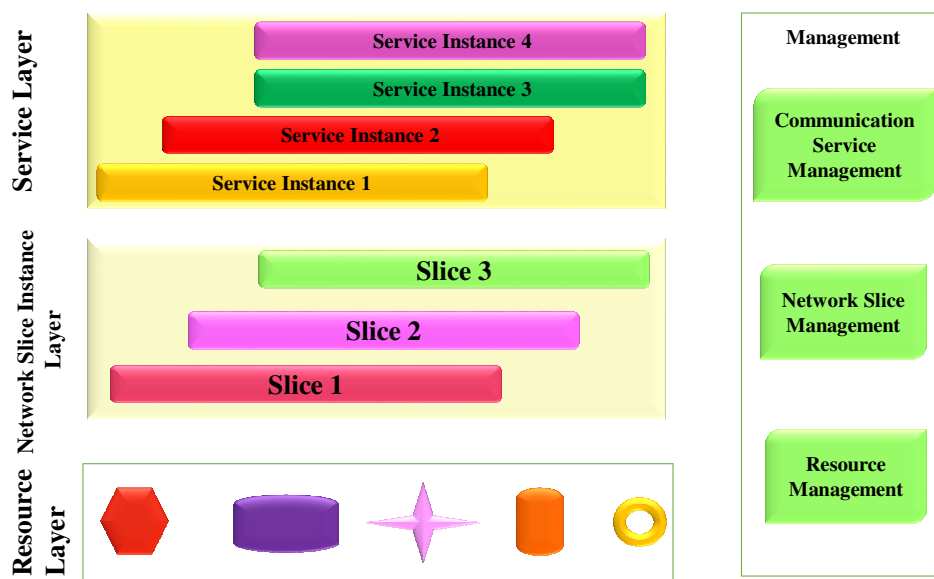 Service Layer
Service Instance 4
Service Instance 3
Service Instance 2
Service Instance 1
Network Slice Instance
Layer
Slice 3
Slice 2
Slice 1
Resource
Layer
Management
Communication
Service
Management
Network Slice
Management
Resource
Management